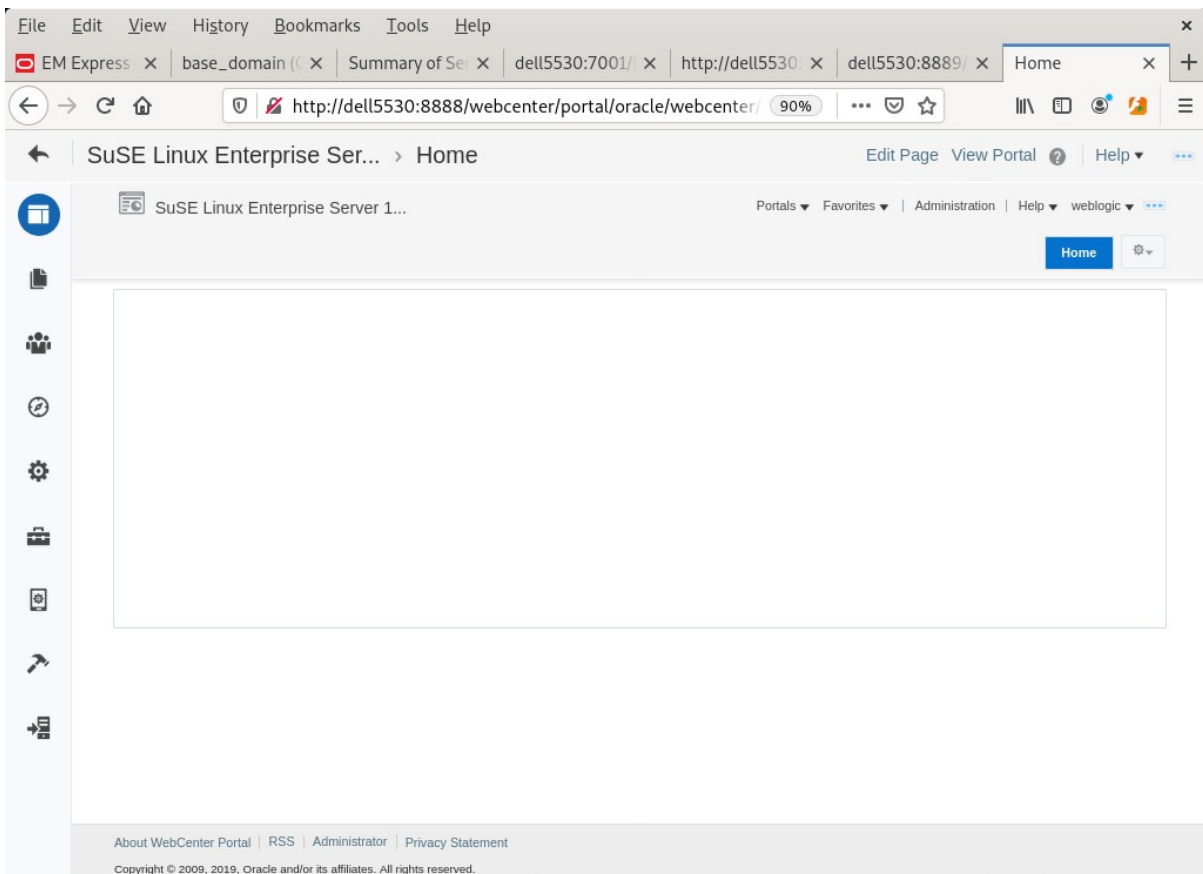 File Edit View History Bookmarks Tools Help
EM Express base_domain ( Summary of Ser dell5530:7001/ http://dell5530: dell5530:8889/ Home
http://dell5530:8888/webcenter/portal/oracle/webcenter/ 90%
SuSE Linux Enterprise Ser... > Home Edit Page View Portal Help
SuSE Linux Enterprise Server 1... Portals Favorites | Administration | Help weblogic
Home
About WebCenter Portal | RSS | Administrator | Privacy Statement
Copyright © 2009, 2019, Oracle and/or its affiliates. All rights reserved.